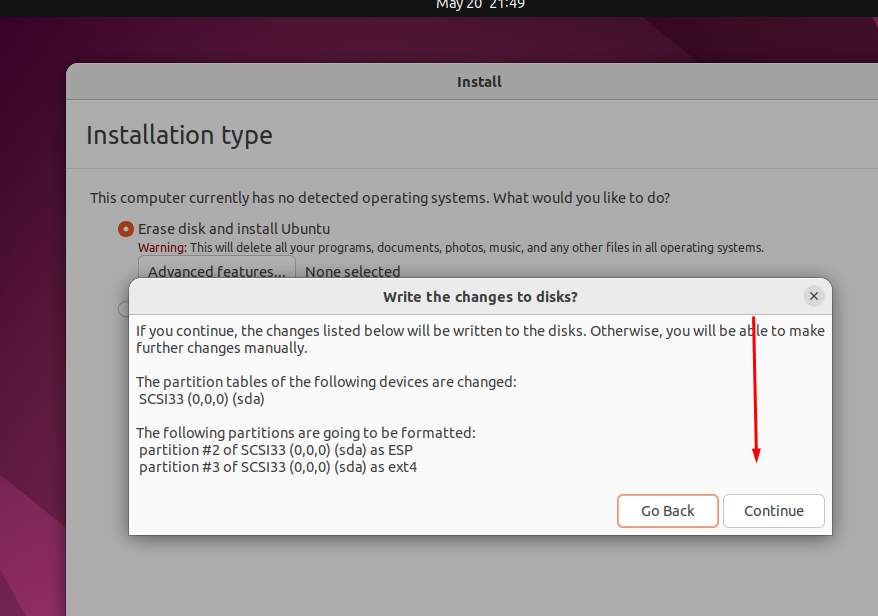 May 20 21:49
Install
Installation type
This computer currently has no detected operating systems. What would you like to do?
Erase disk and install Ubuntu
Warning: This will delete all your programs, documents, photos, music, and any other files in all operating systems.
Advanced features... None selected
Write the changes to disks?
If you continue, the changes listed below will be written to the disks. Otherwise, you will be able to make
further changes manually.
The partition tables of the following devices are changed:
SCSI33 (0,0,0) (sda)
The following partitions are going to be formatted:
partition #2 of SCSI33 (0,0,0) (sda) as ESP
partition #3 of SCSI33 (0,0,0) (sda) as ext4
Go Back Continue